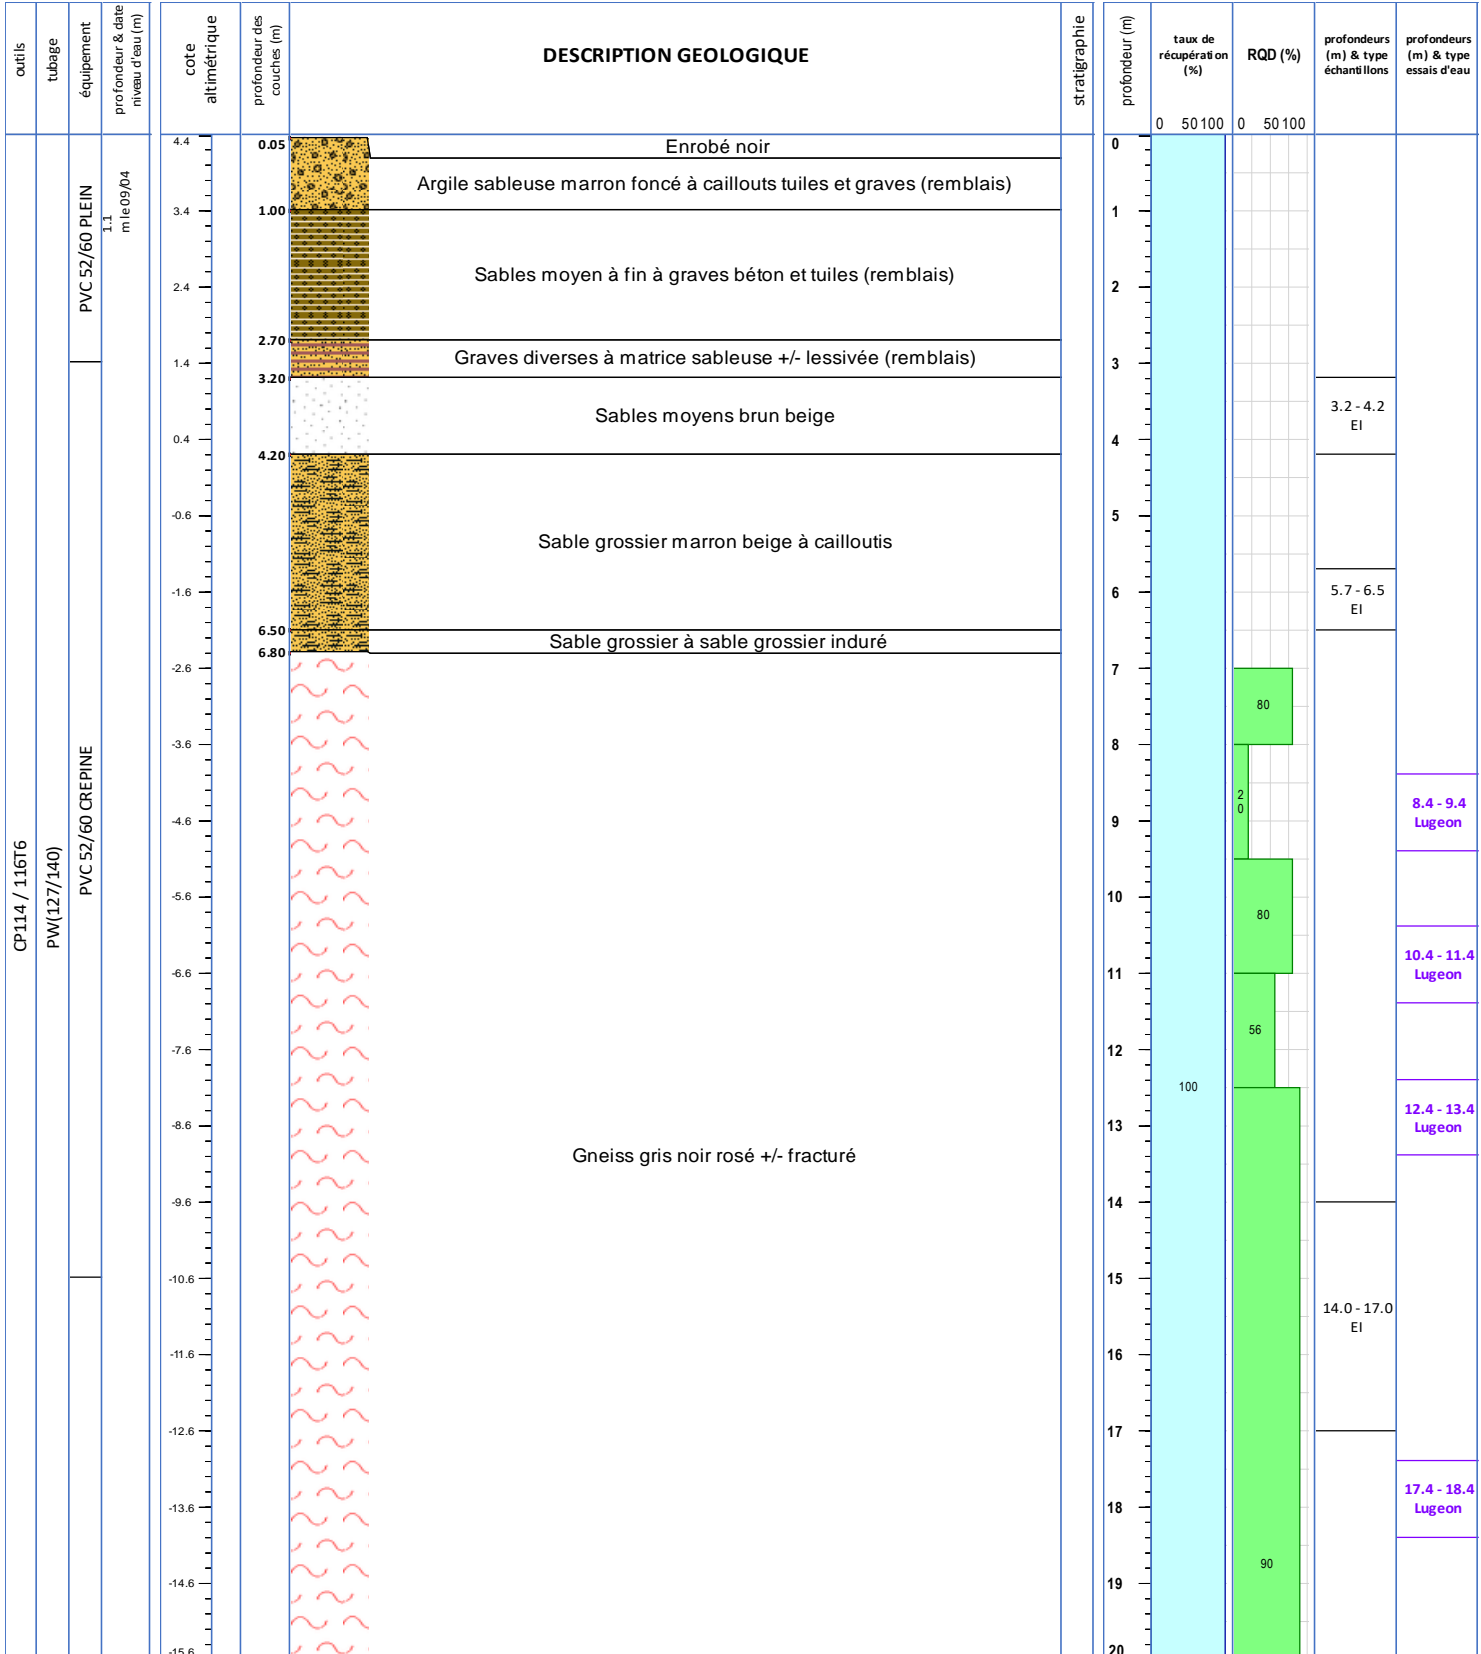 outils
tubage
équipement
profondeur & date
niveau d'eau (m)
cote
altimétrique
profondeur des
couches (m)
DESCRIPTION GEOLOGIQUE
stratigraphie
profondeur (m)
taux de
récupération
(%)
0 50 100
RQD (%)
0 50 100
profondeurs
(m) & type
échantillons
profondeurs
(m) & type
essais d'eau
CP114 / 116T6
PW(127/140)
PVC 52/60 PLEIN
PVC 52/60 CREPINE
1.1
m le 09/04
4.4
3.4
2.4
1.4
0.4
-0.6
-1.6
-2.6
-3.6
-4.6
-5.6
-6.6
-7.6
-8.6
-9.6
-10.6
-11.6
-12.6
-13.6
-14.6
-15.6
0.05
1.00
2.70
3.20
4.20
6.50
6.80
Enrobé noir
Argile sableuse marron foncé à caillouts tuiles et graves (remblais)
Sables moyen à fin à graves béton et tuiles (remblais)
Graves diverses à matrice sableuse +/- lessivée (remblais)
Sables moyens brun beige
Sable grossier marron beige à cailloutis
Sable grossier à sable grossier induré
Gneiss gris noir rosé +/- fracturé
0
1
2
3
4
5
6
7
8
9
10
11
12
13
14
15
16
17
18
19
20
100
80
2
0
80
56
90
3.2 - 4.2
EI
5.7 - 6.5
EI
14.0 - 17.0
EI
8.4 - 9.4
Lugeon
10.4 - 11.4
Lugeon
12.4 - 13.4
Lugeon
17.4 - 18.4
Lugeon